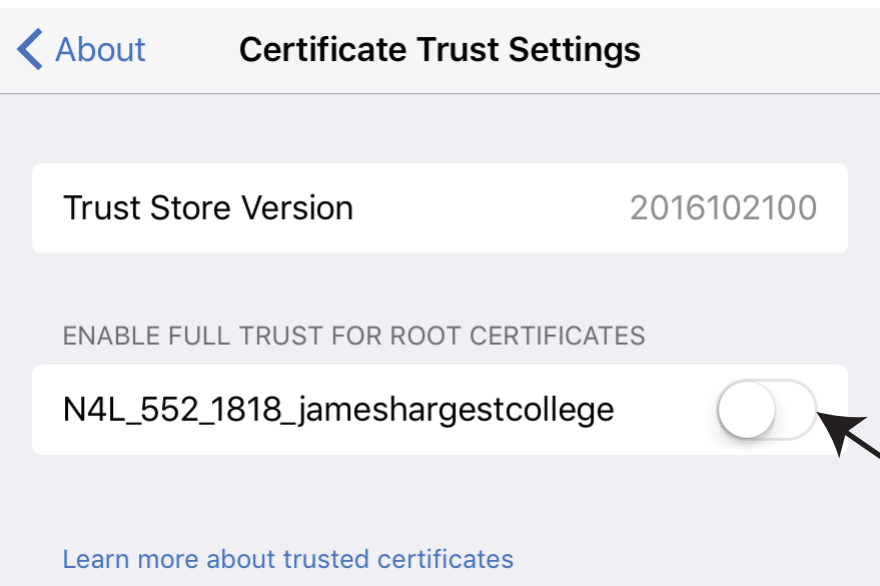 About
Certificate Trust Settings
Trust Store Version 2016102100
ENABLE FULL TRUST FOR ROOT CERTIFICATES
N4L_552_1818_jameshargestcollege
Learn more about trusted certificates